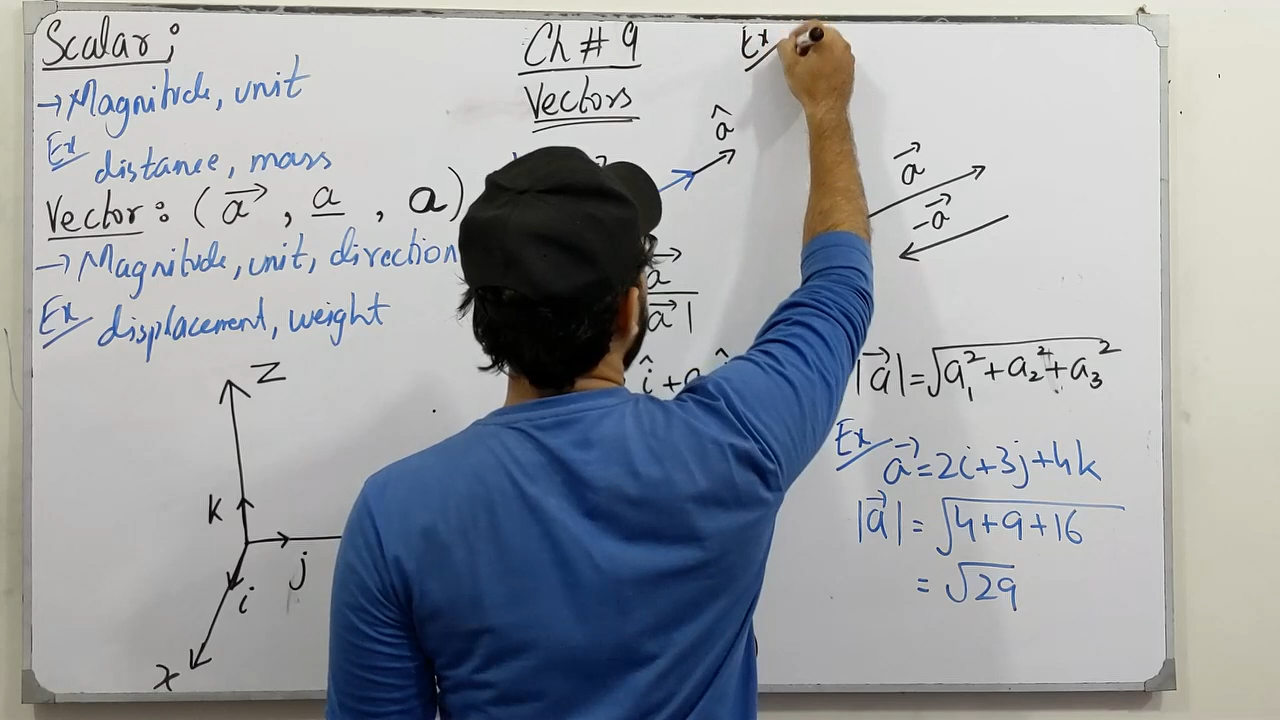 Scalar;
→ Magnitude, unit
Ex distance, mass
Vector: ( a⃗ , a̲ , a )
→ Magnitude, unit, direction
Ex displacement, weight
Z
k
j
i
x
Ch # 9
Vectors
â
a⃗
|a⃗|
î + a
Ex
a⃗
-a⃗
|a⃗| = √a₁² + a₂² + a₃²
Ex a⃗ = 2i + 3j + 4k
|a⃗| = √4 + 9 + 16
= √29